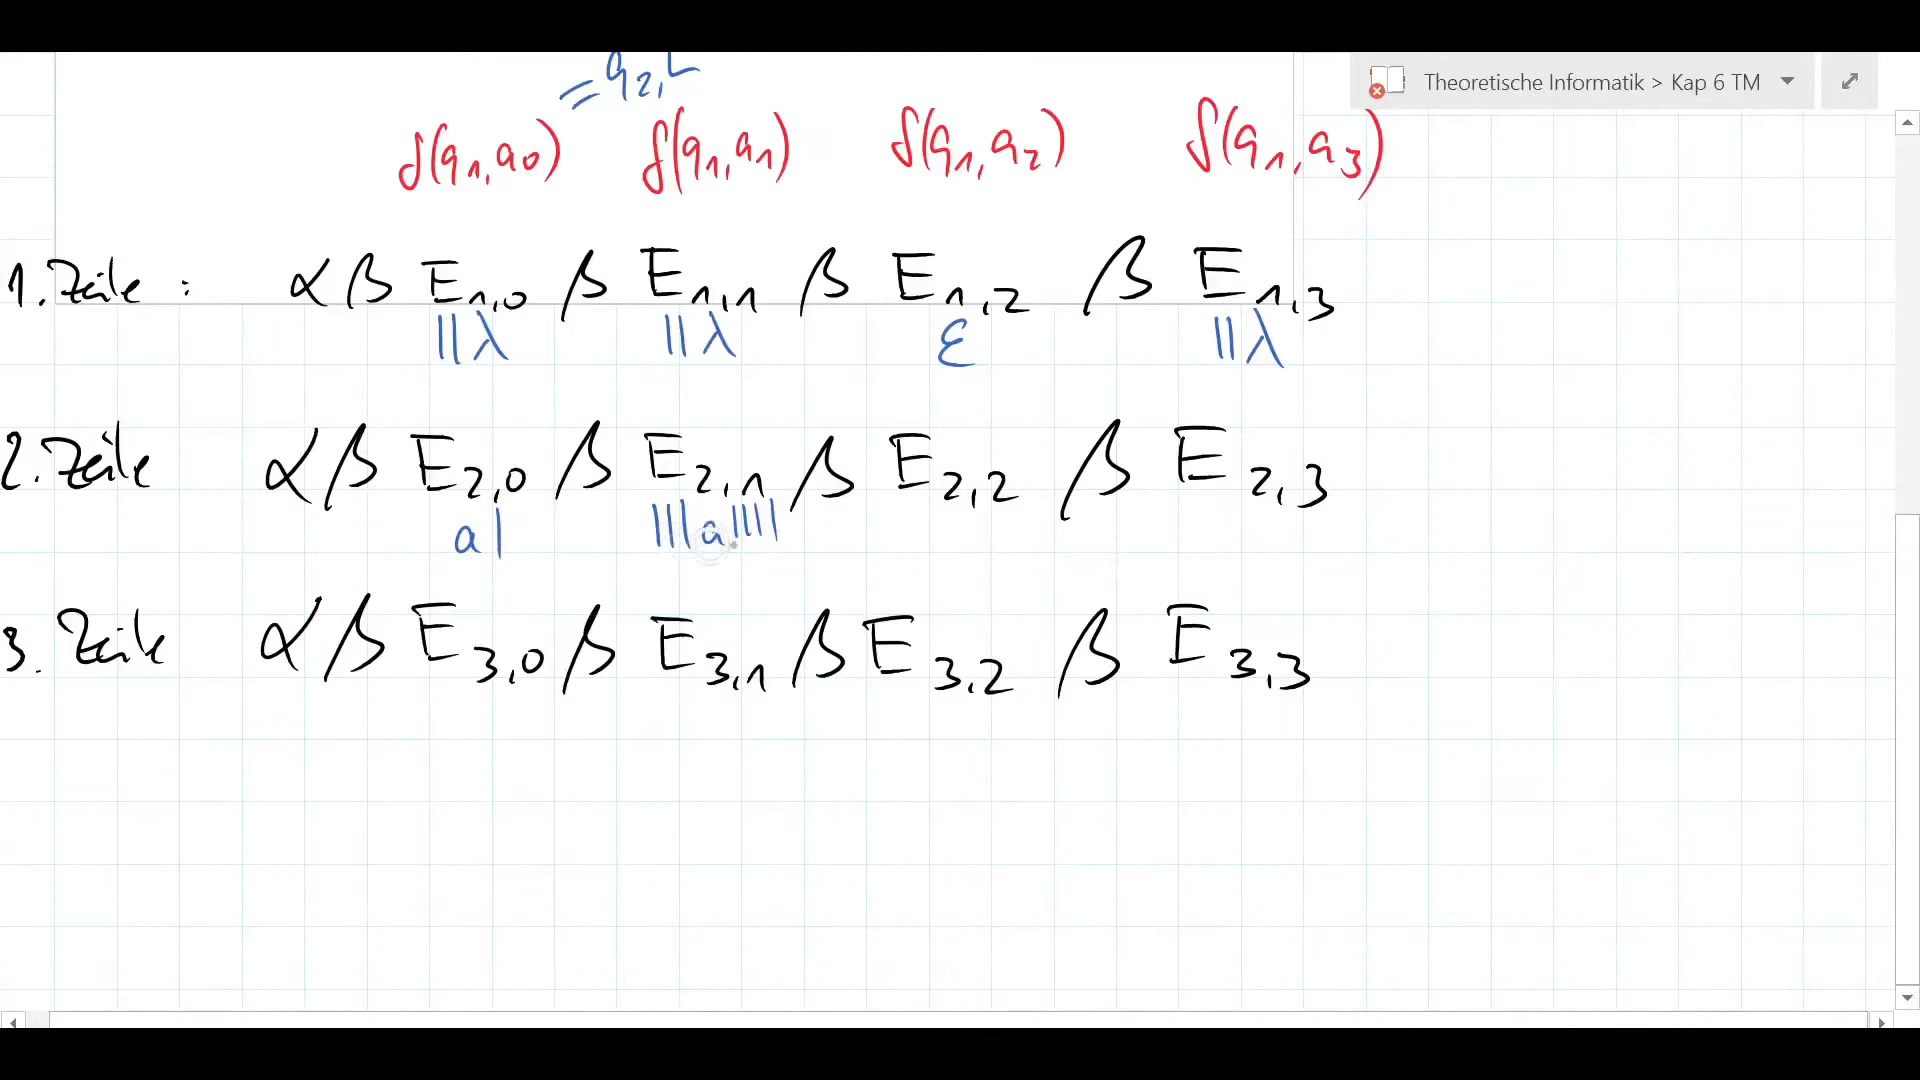 = q₂, L
Theoretische Informatik > Kap 6 TM
δ(q₁,a₀) δ(q₁,a₁) δ(q₁,a₂) δ(q₁,a₃)
1. Zeile : α β E₁,₀ β E₁,₁ β E₁,₂ β E₁,₃
||λ ||λ ε ||λ
2. Zeile α β E₂,₀ β E₂,₁ β E₂,₂ β E₂,₃
a| |||a||||
3. Zeile α β E₃,₀ β E₃,₁ β E₃,₂ β E₃,₃